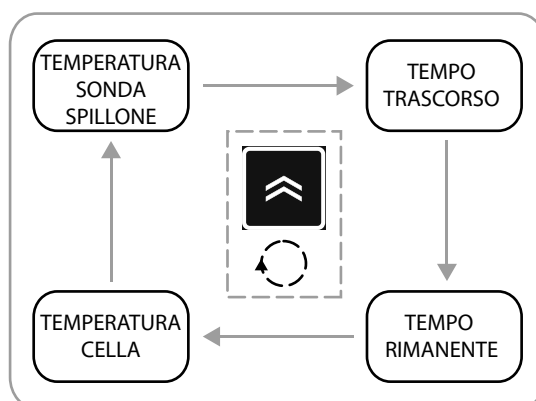 TEMPERATURA
SONDA
SPILLONE
TEMPO
TRASCORSO
TEMPERATURA
CELLA
TEMPO
RIMANENTE